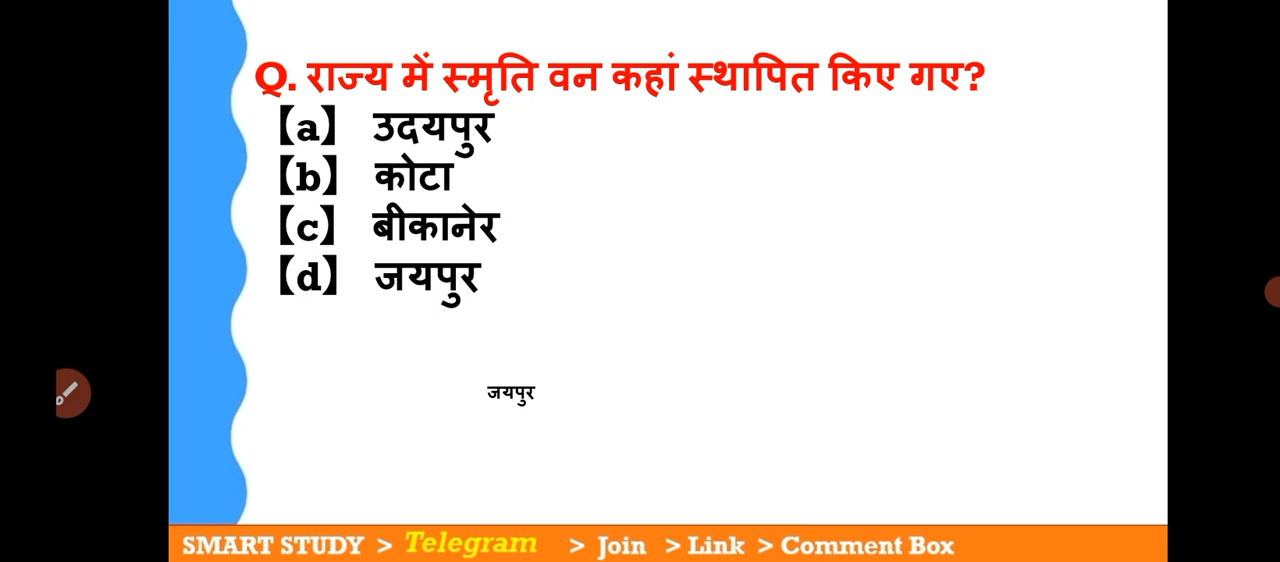 Q. राज्य में स्मृति वन कहां स्थापित किए गए?
【a】 उदयपुर
【b】 कोटा
【c】 बीकानेर
【d】 जयपुर
जयपुर
SMART STUDY > Telegram > Join > Link > Comment Box